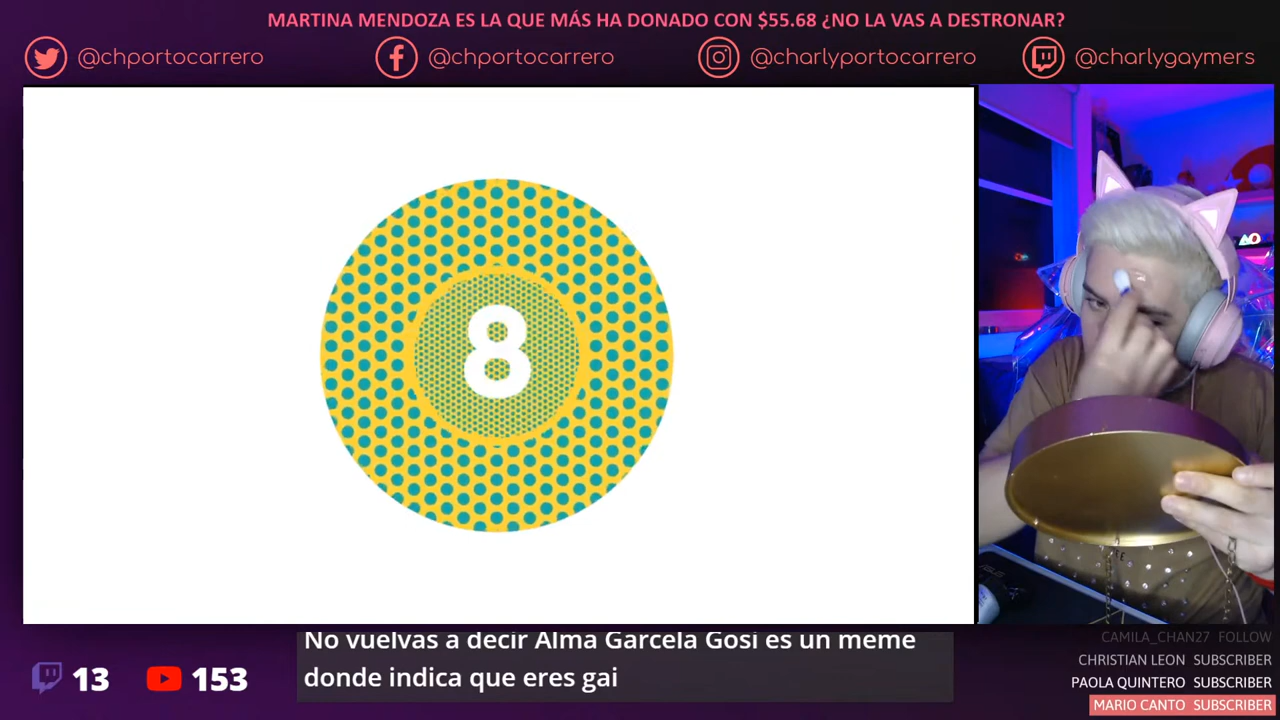 MARTINA MENDOZA ES LA QUE MÁS HA DONADO CON $55.68 ¿NO LA VAS A DESTRONAR?
@chportocarrero @chportocarrero @charlyportocarrero @charlygaymers
8
No vuelvas a decir Alma Garcela Gosi es un meme
donde indica que eres gai
13 153
CAMILA_CHAN27 FOLLOW
CHRISTIAN LEON SUBSCRIBER
PAOLA QUINTERO SUBSCRIBER
MARIO CANTO SUBSCRIBER
ASUS